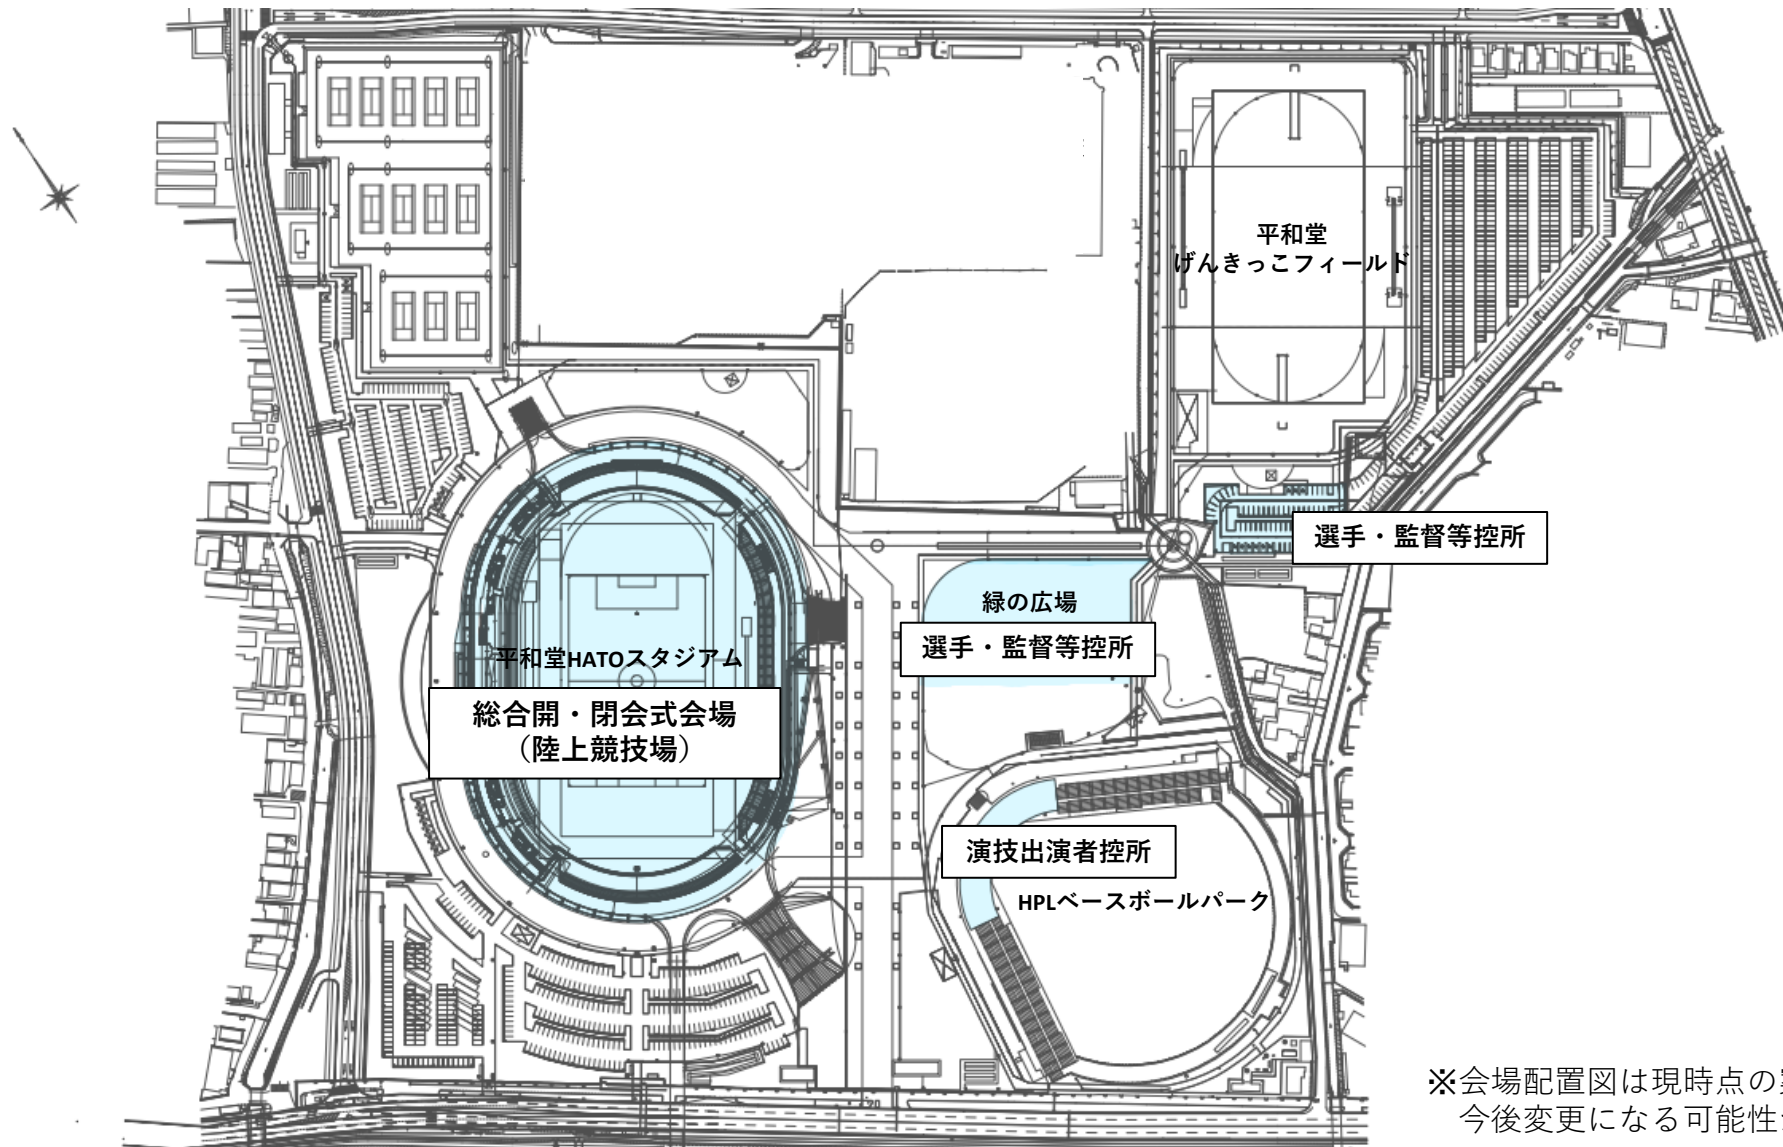 平和堂
げんきっこフィールド
選手・監督等控所
緑の広場
選手・監督等控所
平和堂HATOスタジアム
総合開・閉会式会場
（陸上競技場）
演技出演者控所
HPLベースボールパーク
※会場配置図は現時点の
今後変更になる可能性